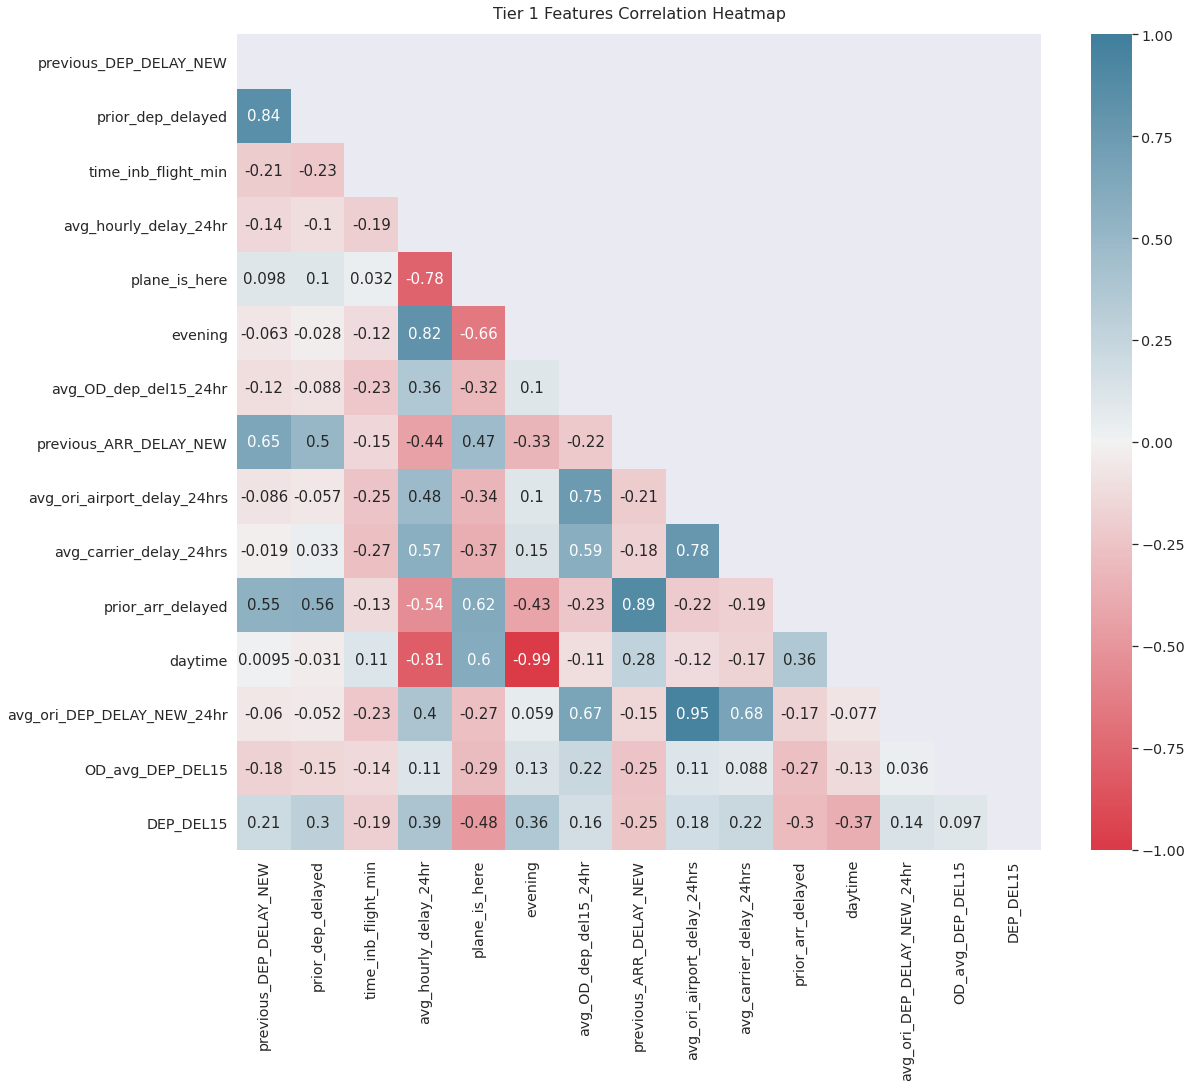 Tier 1 Features Correlation Heatmap
previous_DEP_DELAY_NEW
prior_dep_delayed 0.84
time_inb_flight_min -0.21 -0.23
avg_hourly_delay_24hr -0.14 -0.1 -0.19
plane_is_here 0.098 0.1 0.032 -0.78
evening -0.063 -0.028 -0.12 0.82 -0.66
avg_OD_dep_del15_24hr -0.12 -0.088 -0.23 0.36 -0.32 0.1
previous_ARR_DELAY_NEW 0.65 0.5 -0.15 -0.44 0.47 -0.33 -0.22
avg_ori_airport_delay_24hrs -0.086 -0.057 -0.25 0.48 -0.34 0.1 0.75 -0.21
avg_carrier_delay_24hrs -0.019 0.033 -0.27 0.57 -0.37 0.15 0.59 -0.18 0.78
prior_arr_delayed 0.55 0.56 -0.13 -0.54 0.62 -0.43 -0.23 0.89 -0.22 -0.19
daytime 0.0095 -0.031 0.11 -0.81 0.6 -0.99 -0.11 0.28 -0.12 -0.17 0.36
avg_ori_DEP_DELAY_NEW_24hr -0.06 -0.052 -0.23 0.4 -0.27 0.059 0.67 -0.15 0.95 0.68 -0.17 -0.077
OD_avg_DEP_DEL15 -0.18 -0.15 -0.14 0.11 -0.29 0.13 0.22 -0.25 0.11 0.088 -0.27 -0.13 0.036
DEP_DEL15 0.21 0.3 -0.19 0.39 -0.48 0.36 0.16 -0.25 0.18 0.22 -0.3 -0.37 0.14 0.097
previous_DEP_DELAY_NEW
prior_dep_delayed
time_inb_flight_min
avg_hourly_delay_24hr
plane_is_here
evening
avg_OD_dep_del15_24hr
previous_ARR_DELAY_NEW
avg_ori_airport_delay_24hrs
avg_carrier_delay_24hrs
prior_arr_delayed
daytime
avg_ori_DEP_DELAY_NEW_24hr
OD_avg_DEP_DEL15
DEP_DEL15
1.00
0.75
0.50
0.25
0.00
−0.25
−0.50
−0.75
−1.00